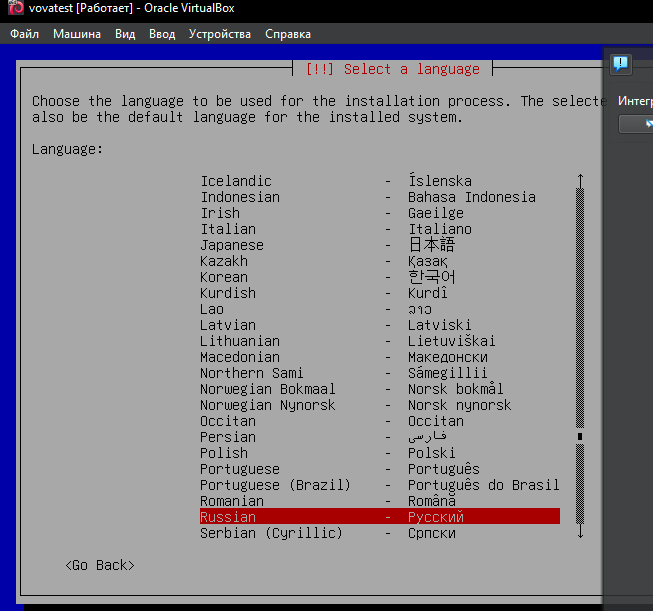 vovatest [Работает] - Oracle VirtualBox
Файл Машина Вид Ввод Устройства Справка
[!!] Select a language
Choose the language to be used for the installation process. The selecte
also be the default language for the installed system.
Интегр
Language:
Icelandic - Íslenska
Indonesian - Bahasa Indonesia
Irish - Gaeilge
Italian - Italiano
Japanese - 日本語
Kazakh - Қазақ
Korean - 한국어
Kurdish - Kurdî
Lao - ລາວ
Latvian - Latviski
Lithuanian - Lietuviškai
Macedonian - Македонски
Northern Sami - Sámegillii
Norwegian Bokmaal - Norsk bokmål
Norwegian Nynorsk - Norsk nynorsk
Occitan - Occitan
Persian - فارسی
Polish - Polski
Portuguese - Português
Portuguese (Brazil) - Português do Brasil
Romanian - Română
Russian - Русский
Serbian (Cyrillic) - Српски
<Go Back>